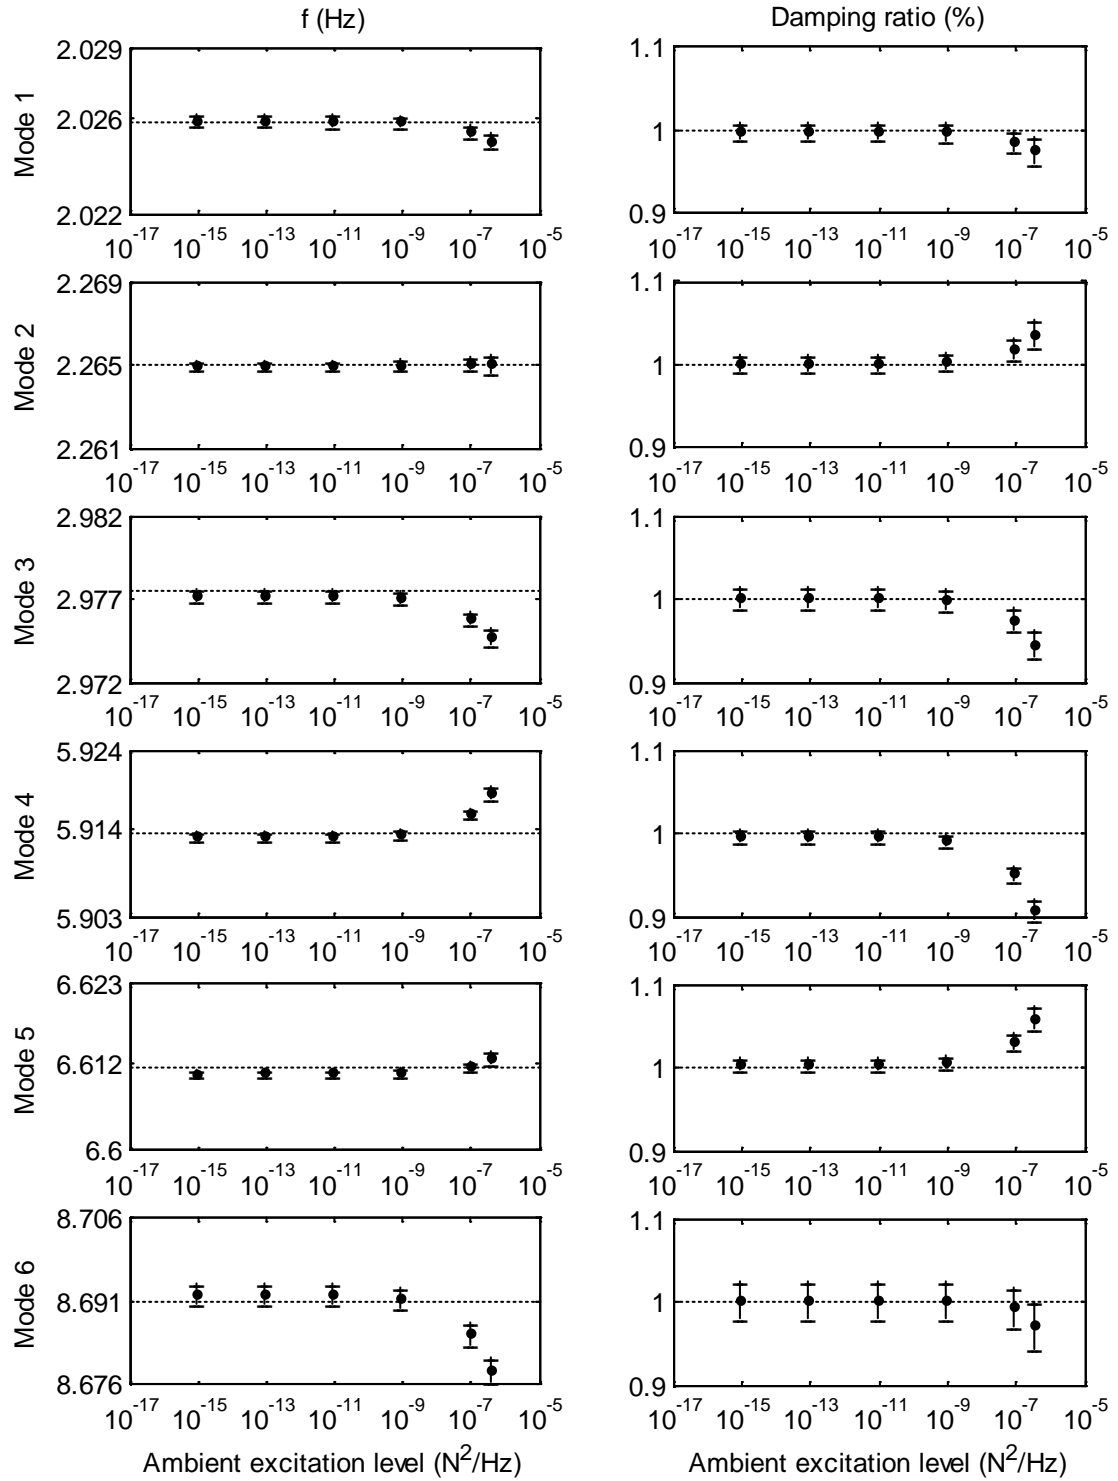 f (Hz)
Damping ratio (%)
Mode 1
2.029
2.026
2.022
10^-17 10^-15 10^-13 10^-11 10^-9 10^-7 10^-5
1.1
1
0.9
10^-17 10^-15 10^-13 10^-11 10^-9 10^-7 10^-5
Mode 2
2.269
2.265
2.261
10^-17 10^-15 10^-13 10^-11 10^-9 10^-7 10^-5
1.1
1
0.9
10^-17 10^-15 10^-13 10^-11 10^-9 10^-7 10^-5
Mode 3
2.982
2.977
2.972
10^-17 10^-15 10^-13 10^-11 10^-9 10^-7 10^-5
1.1
1
0.9
10^-17 10^-15 10^-13 10^-11 10^-9 10^-7 10^-5
Mode 4
5.924
5.914
5.903
10^-17 10^-15 10^-13 10^-11 10^-9 10^-7 10^-5
1.1
1
0.9
10^-17 10^-15 10^-13 10^-11 10^-9 10^-7 10^-5
Mode 5
6.623
6.612
6.6
10^-17 10^-15 10^-13 10^-11 10^-9 10^-7 10^-5
1.1
1
0.9
10^-17 10^-15 10^-13 10^-11 10^-9 10^-7 10^-5
Mode 6
8.706
8.691
8.676
10^-17 10^-15 10^-13 10^-11 10^-9 10^-7 10^-5
Ambient excitation level (N^2/Hz)
1.1
1
0.9
10^-17 10^-15 10^-13 10^-11 10^-9 10^-7 10^-5
Ambient excitation level (N^2/Hz)